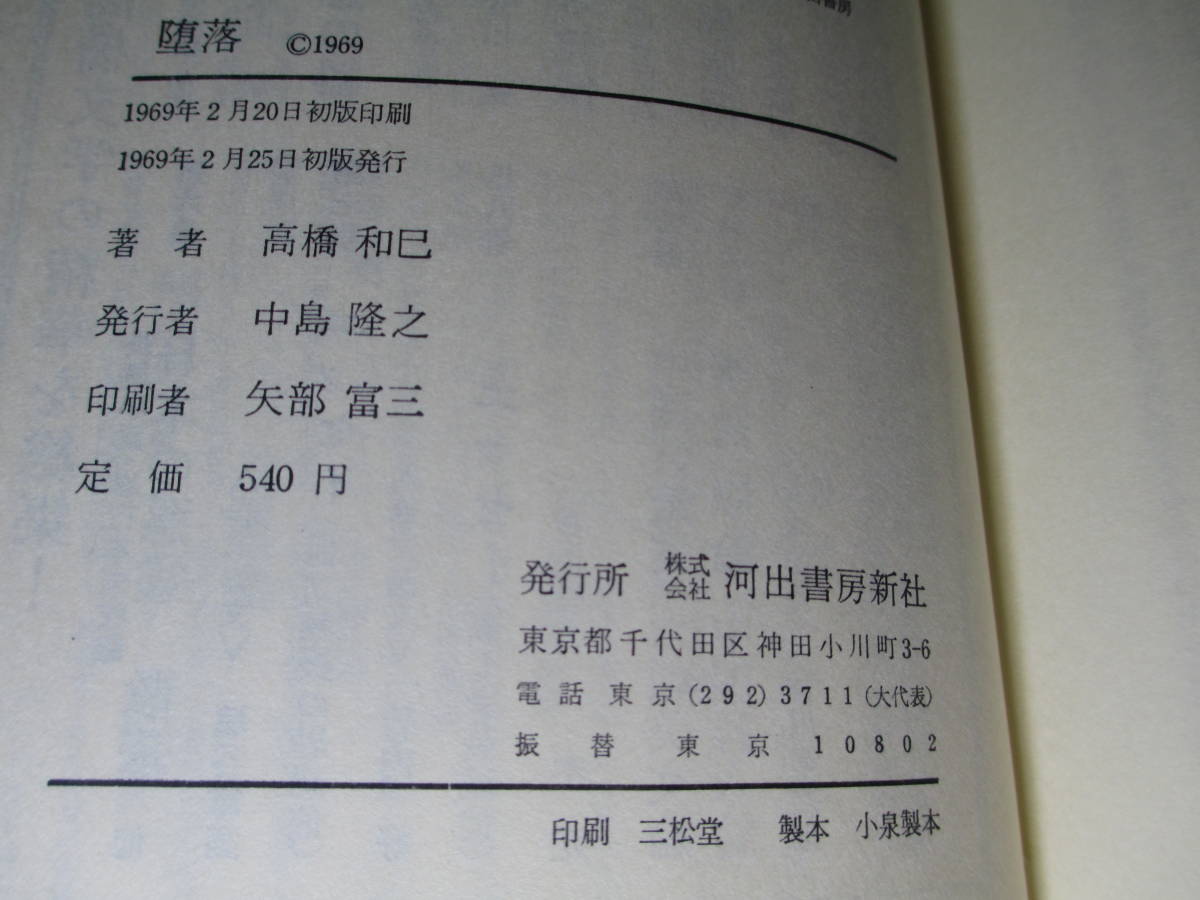 堕落 ©1969
1969年2月20日初版印刷
1969年2月25日初版発行
著者 高橋 和巳
発行者 中島 隆之
印刷者 矢部 富三
定価 540 円
発行所 株式会社 河出書房新社
東京都千代田区神田小川町3-6
電話 東京(292)3711(大代表)
振替 東京 10802
印刷 三松堂 製本 小泉製本